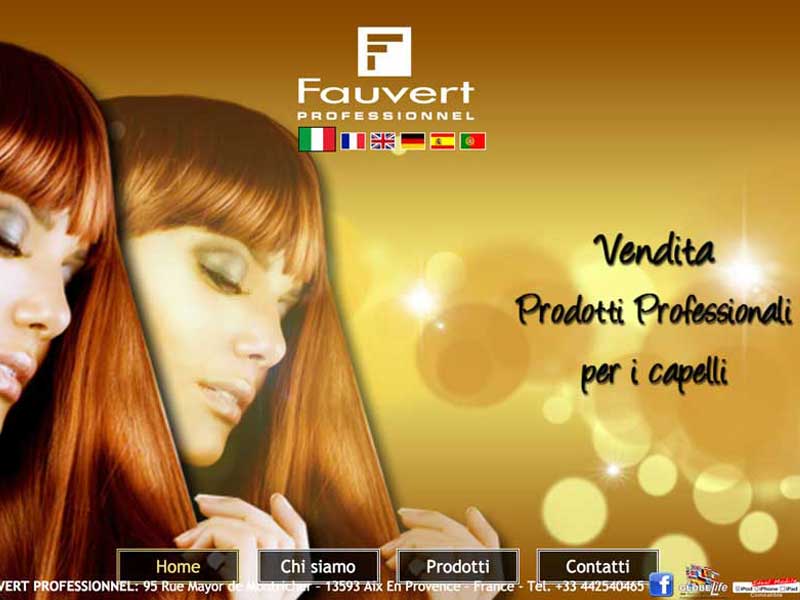 Fauvert
PROFESSIONNEL
Vendita
Prodotti Professionali
per i capelli
Home
Chi siamo
Prodotti
Contatti
VERT PROFESSIONNEL: 95 Rue Mayor de Montricher - 13593 Aix En Provence - France - Tel. +33 442540465